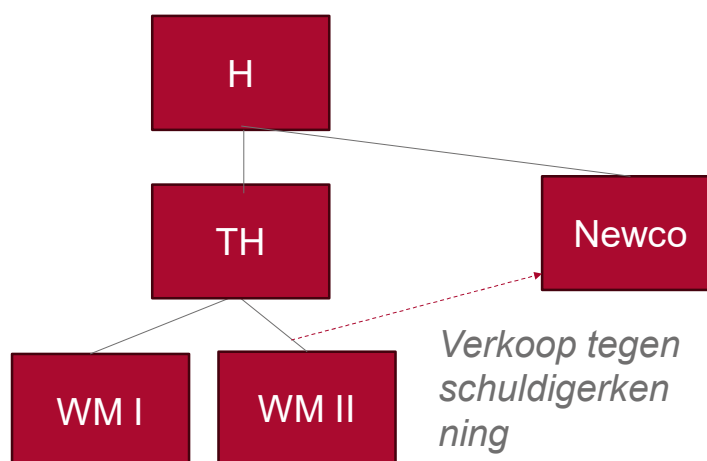 H
TH
Newco
WM I
WM II
Verkoop tegen
schuldigerken
ning